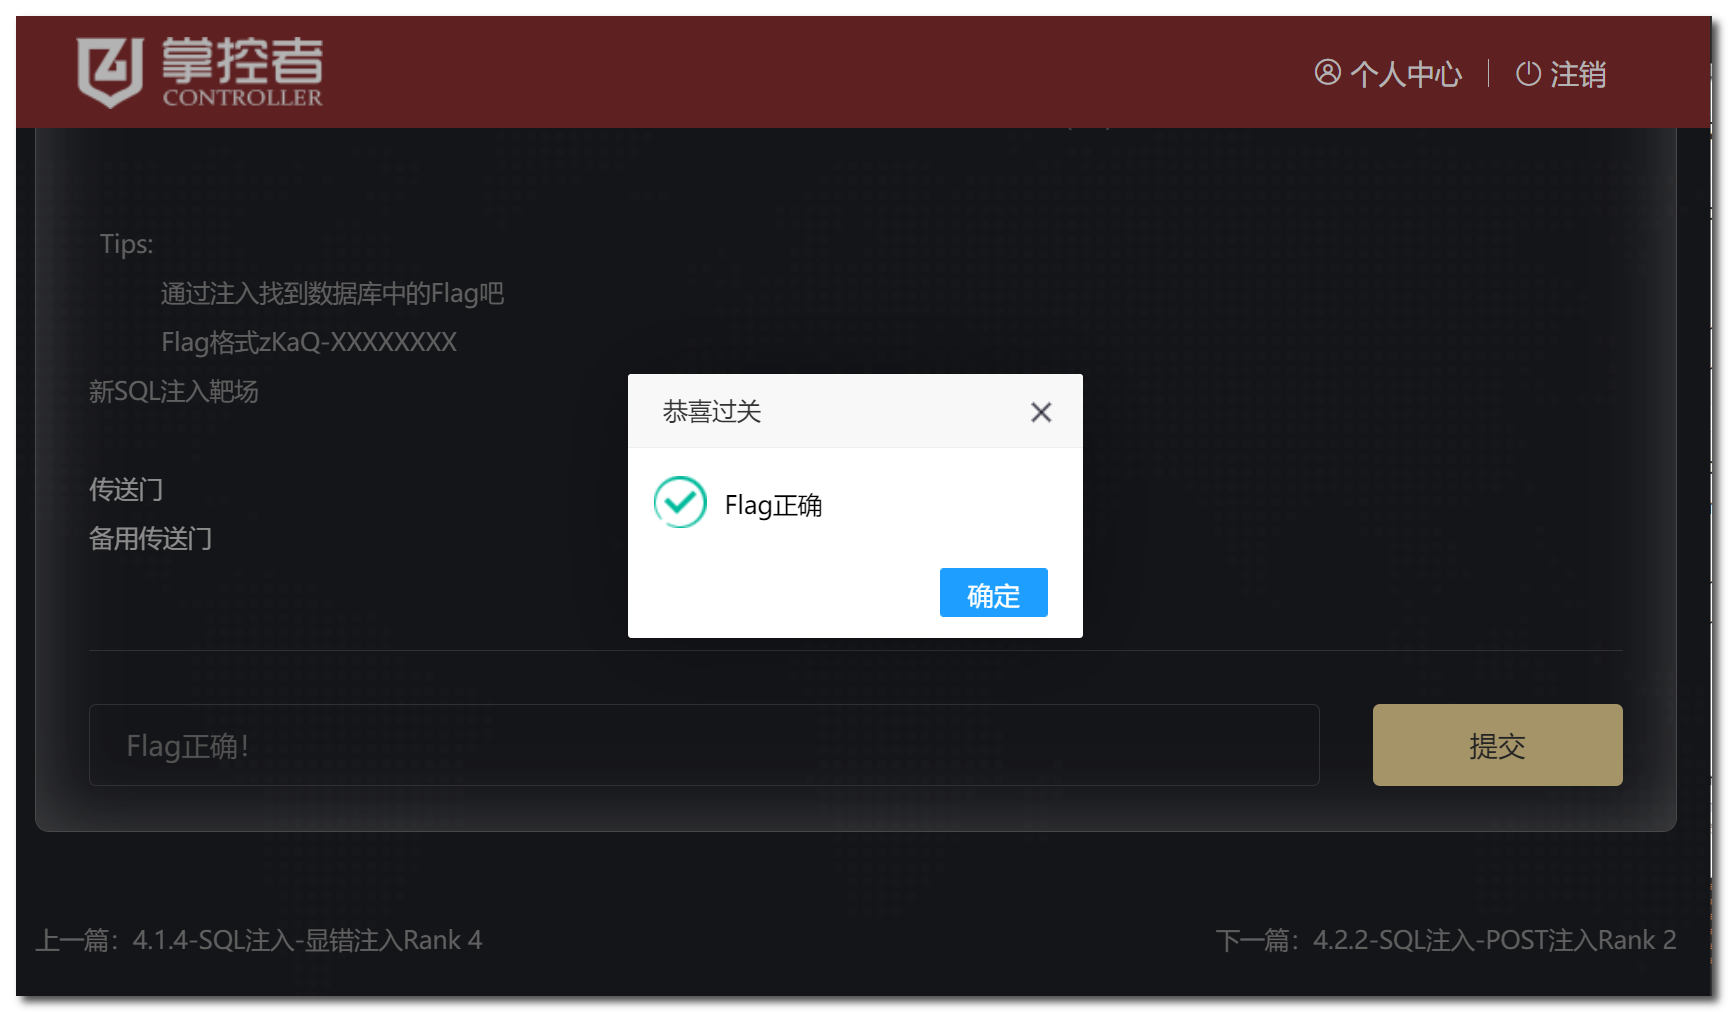 掌控者
CONTROLLER
个人中心
注销
Tips:
通过注入找到数据库中的Flag吧
Flag格式zKaQ-XXXXXXXX
新SQL注入靶场
传送门
备用传送门
恭喜过关
Flag正确
确定
Flag正确!
提交
上一篇：4.1.4-SQL注入-显错注入Rank 4
下一篇：4.2.2-SQL注入-POST注入Rank 2